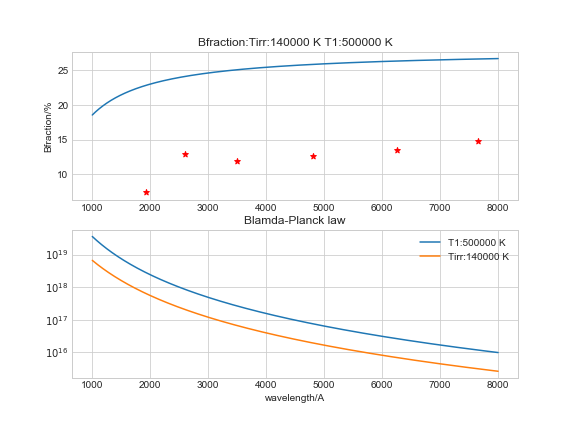 Bfraction:Tirr:140000 K T1:500000 K
Bfraction/%
25
20
15
10
1000 2000 3000 4000 5000 6000 7000 8000
Blamda-Planck law
T1:500000 K
Tirr:140000 K
10^19
10^18
10^17
10^16
1000 2000 3000 4000 5000 6000 7000 8000
wavelength/A